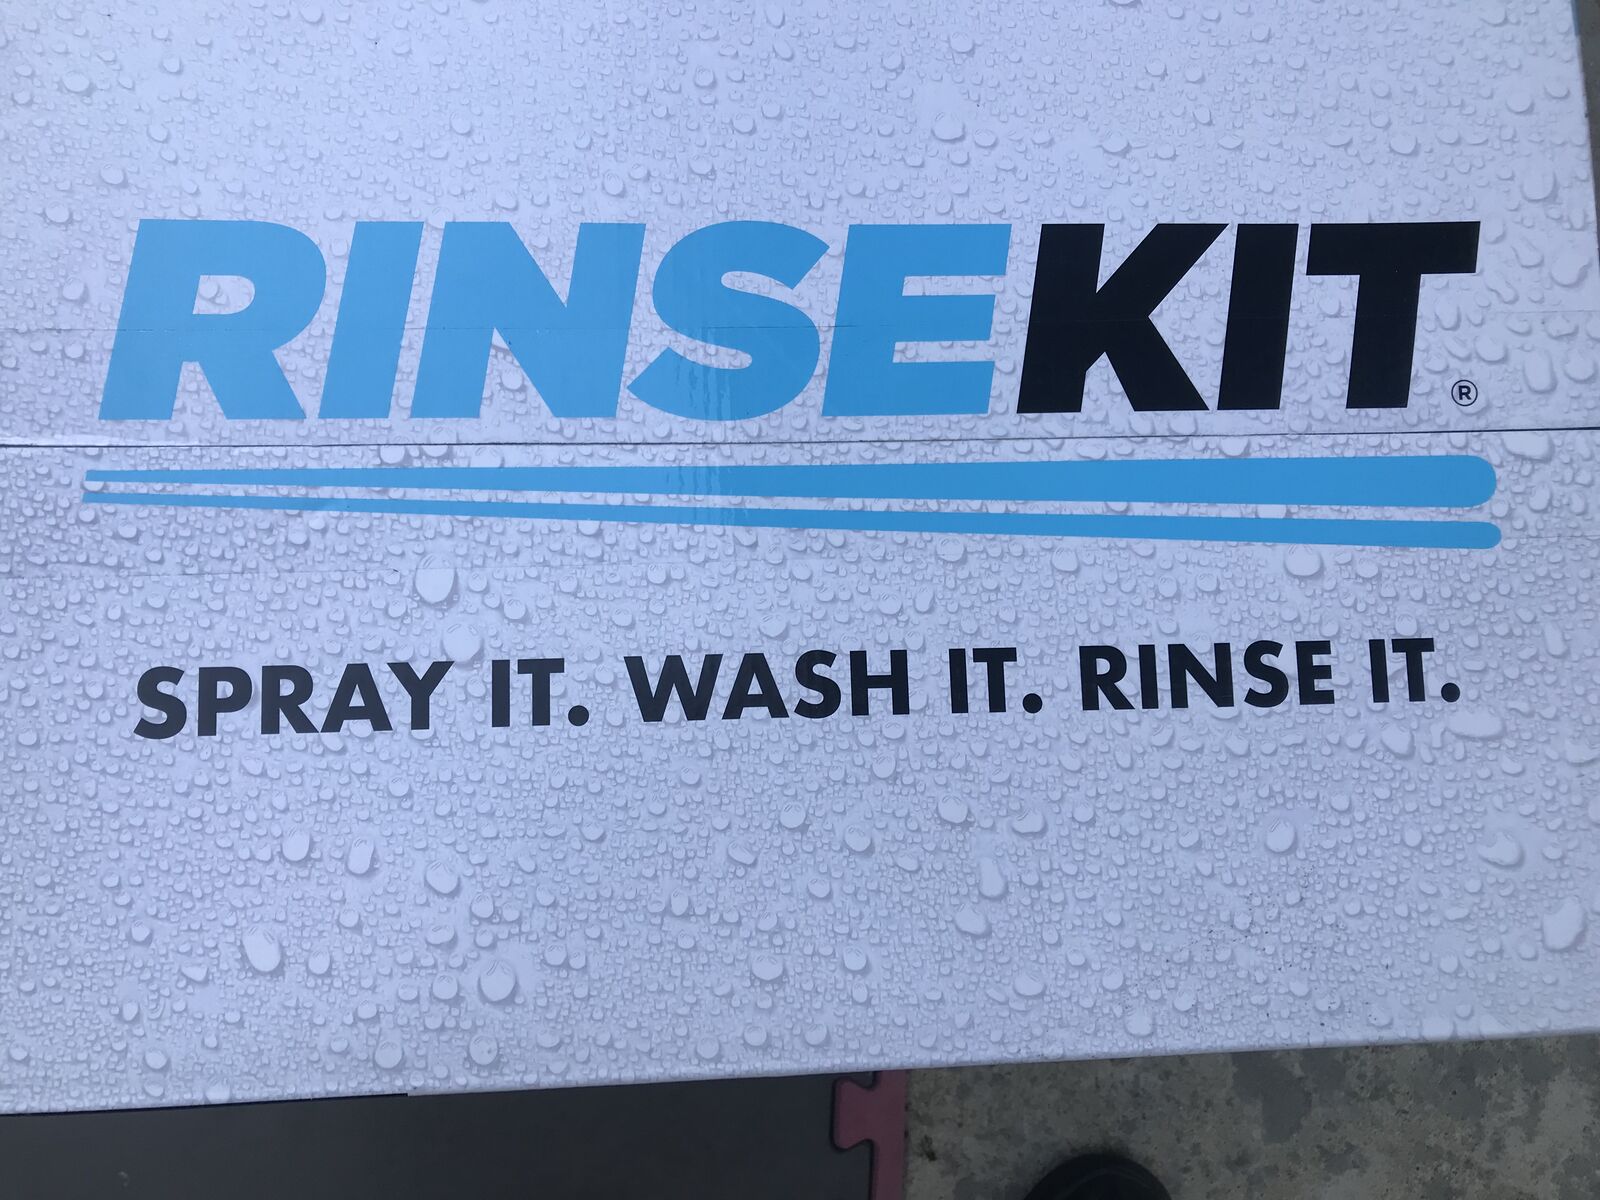 RINSEKIT®
SPRAY IT. WASH IT. RINSE IT.